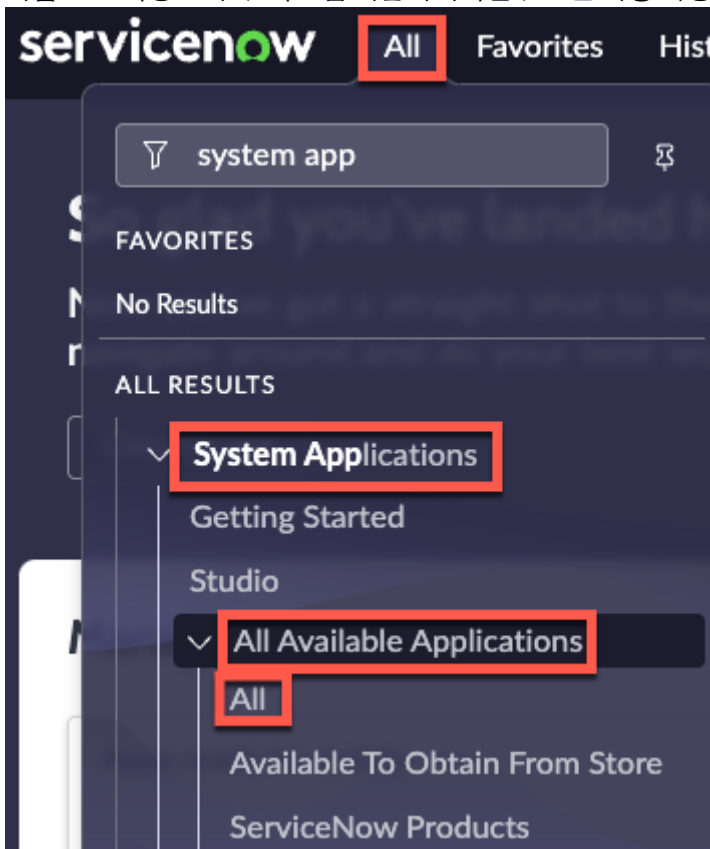 servicenow All Favorites Hist
system app
FAVORITES
No Results
ALL RESULTS
System Applications
Getting Started
Studio
All Available Applications
All
Available To Obtain From Store
ServiceNow Products